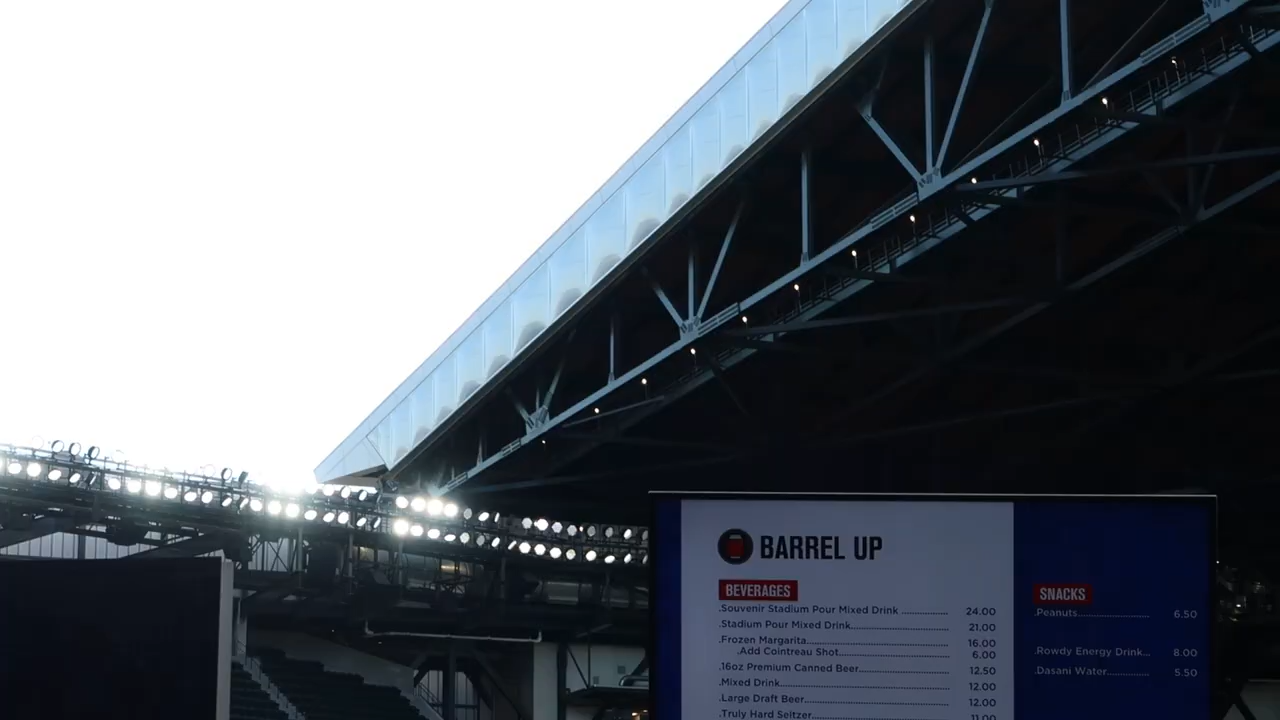 BARREL UP
BEVERAGES
.Souvenir Stadium Pour Mixed Drink ............... 24.00
.Stadium Pour Mixed Drink............................... 21.00
.Frozen Margarita............................................. 16.00
.Add Cointreau Shot................................... 6.00
.16oz Premium Canned Beer............................ 12.50
.Mixed Drink..................................................... 12.00
.Large Draft Beer.............................................. 12.00
.Truly Hard Seltzer............................................ 11.00
SNACKS
.Peanuts........................ 6.50
.Rowdy Energy Drink... 8.00
.Dasani Water............... 5.50